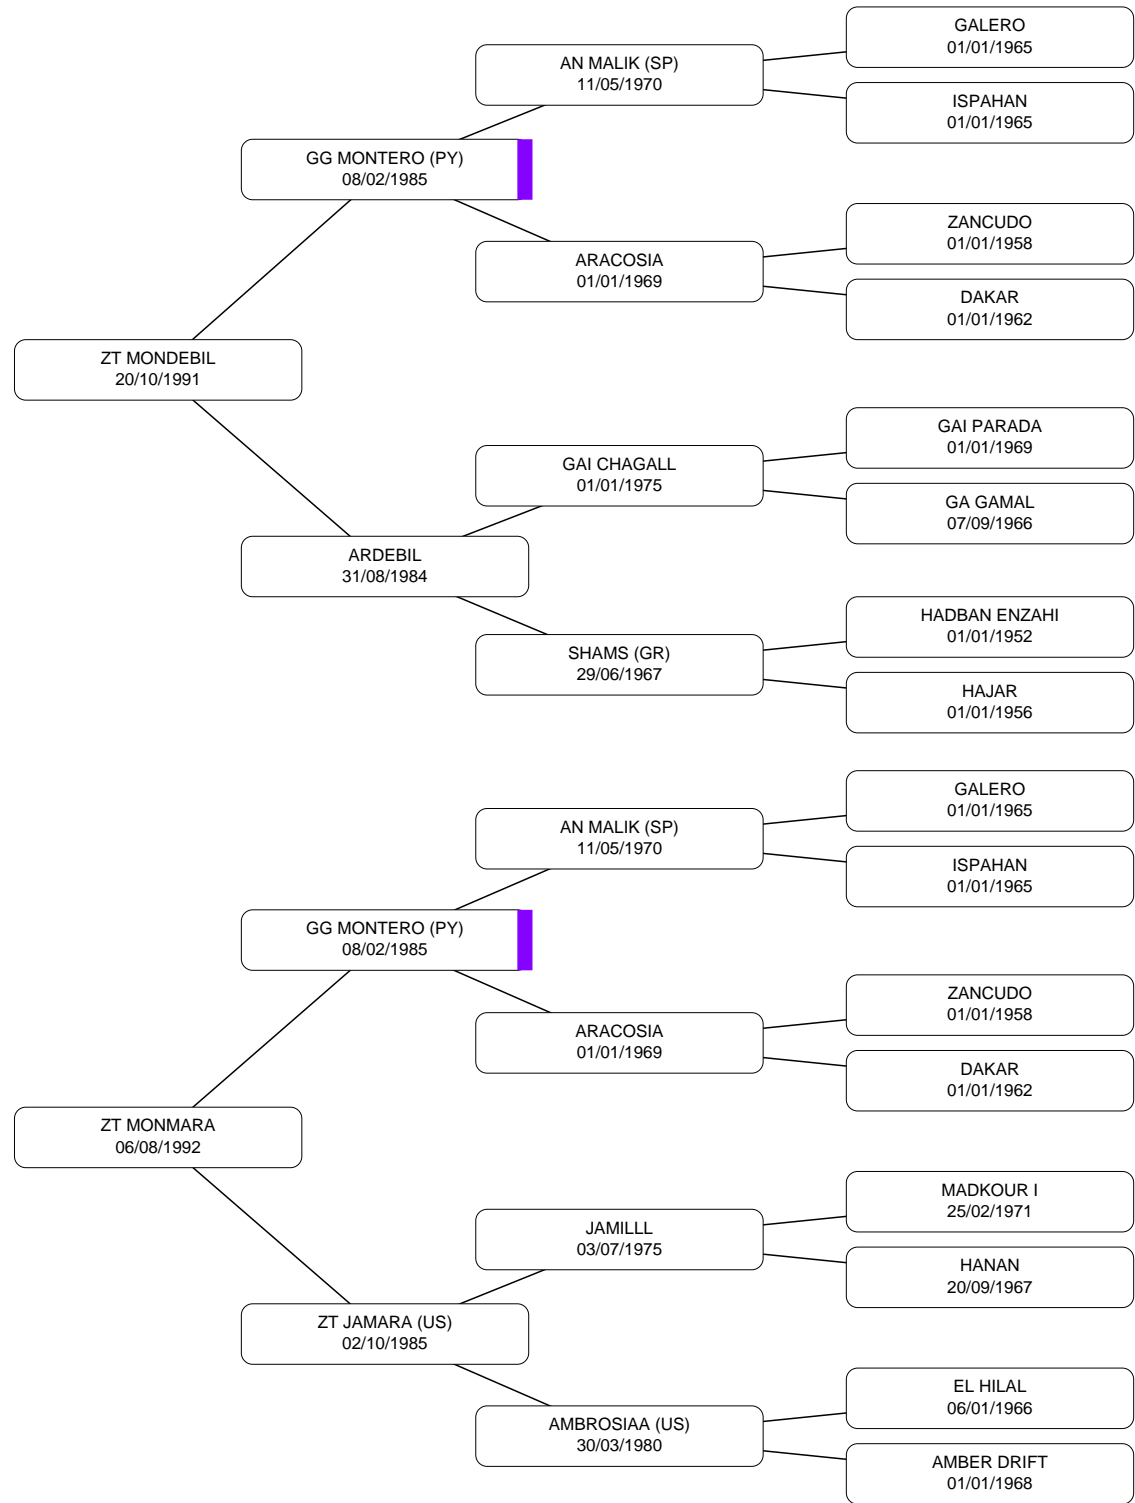 GALERO
01/01/1965
AN MALIK (SP)
11/05/1970
ISPAHAN
01/01/1965
GG MONTERO (PY)
08/02/1985
ZANCUDO
01/01/1958
ARACOSIA
01/01/1969
DAKAR
01/01/1962
ZT MONDEBIL
20/10/1991
GAI PARADA
01/01/1969
GAI CHAGALL
01/01/1975
GA GAMAL
07/09/1966
ARDEBIL
31/08/1984
HADBAN ENZAHI
01/01/1952
SHAMS (GR)
29/06/1967
HAJAR
01/01/1956
GALERO
01/01/1965
AN MALIK (SP)
11/05/1970
ISPAHAN
01/01/1965
GG MONTERO (PY)
08/02/1985
ZANCUDO
01/01/1958
ARACOSIA
01/01/1969
DAKAR
01/01/1962
ZT MONMARA
06/08/1992
MADKOUR I
25/02/1971
JAMILLL
03/07/1975
HANAN
20/09/1967
ZT JAMARA (US)
02/10/1985
EL HILAL
06/01/1966
AMBROSIAA (US)
30/03/1980
AMBER DRIFT
01/01/1968